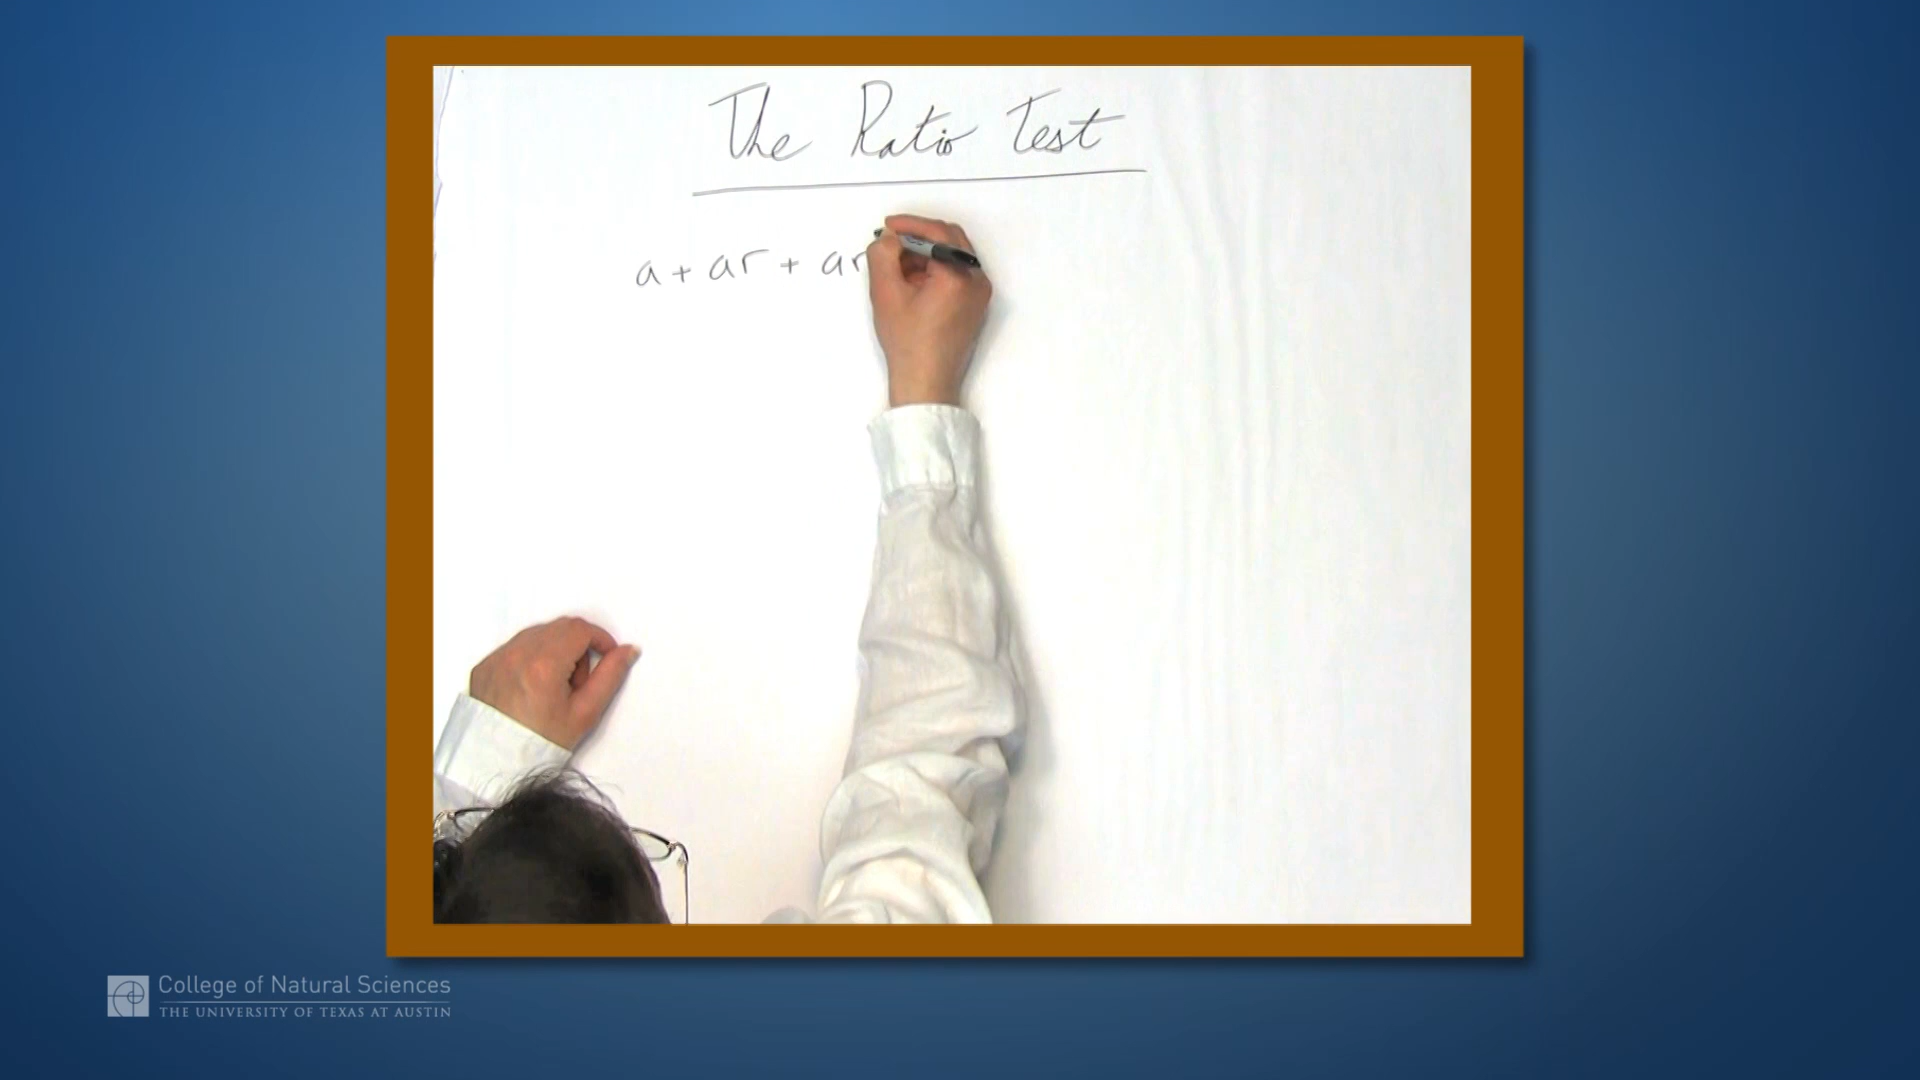 The Ratio Test
a + ar + ar
College of Natural Sciences
THE UNIVERSITY OF TEXAS AT AUSTIN